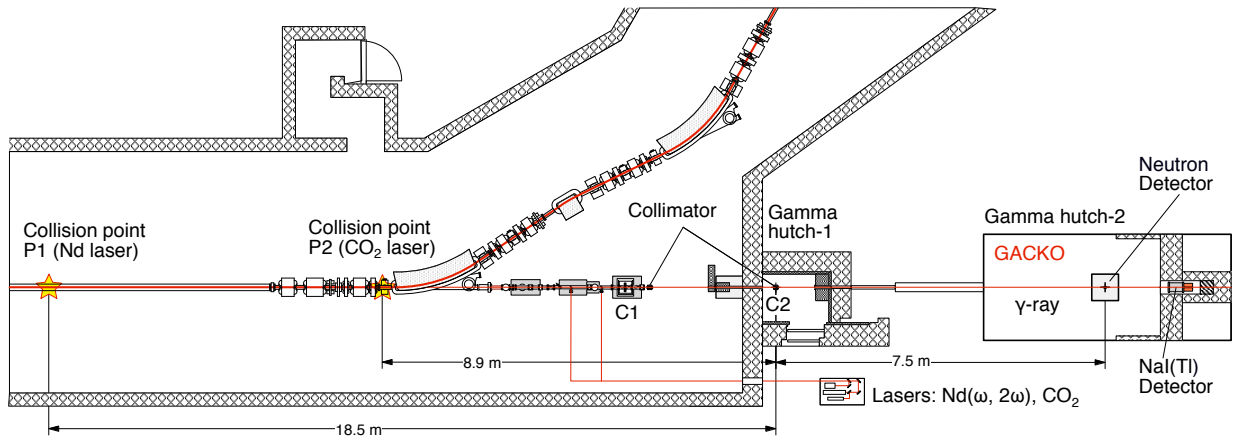 Neutron
Detector
Collision point
P1 (Nd laser)
Collision point
P2 (CO₂ laser)
Collimator
Gamma
hutch-1
Gamma hutch-2
GACKO
C1
C2
γ-ray
8.9 m
7.5 m
NaI(Tl)
Detector
Lasers: Nd(ω, 2ω), CO₂
18.5 m